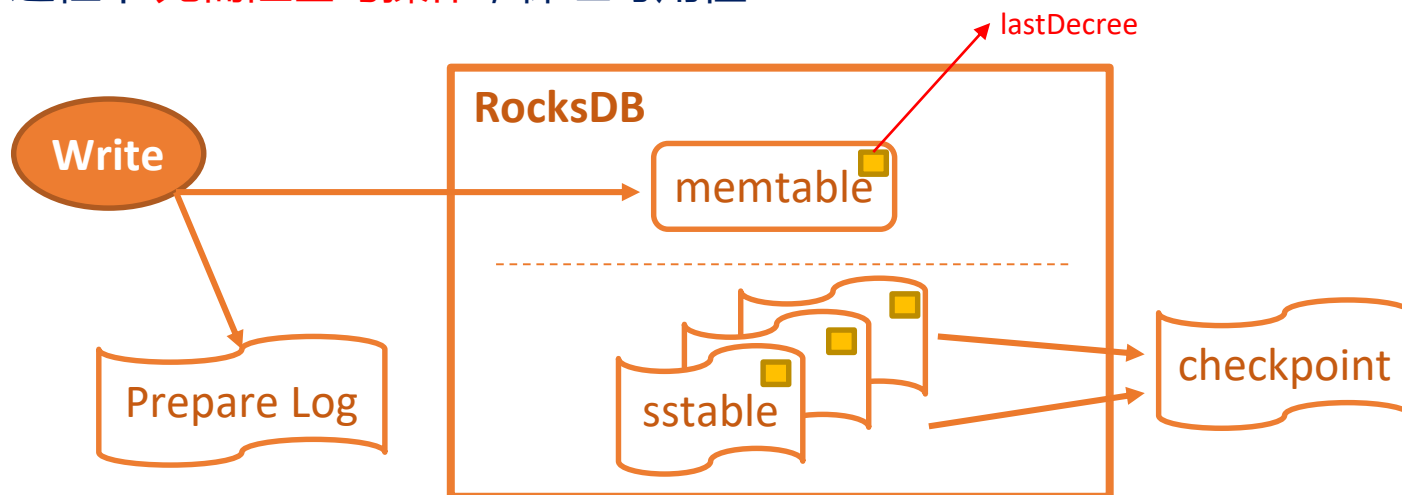 lastDecree
RocksDB
Write
memtable
Prepare Log
sstable
checkpoint